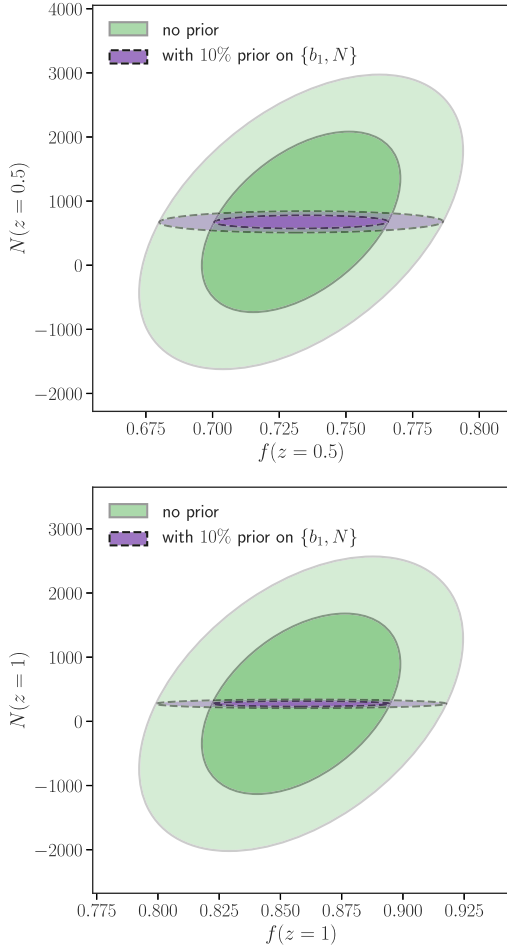 4000
3000
2000
1000
0
−1000
−2000
N(z = 0.5)
no prior
with 10% prior on {b₁, N}
0.675 0.700 0.725 0.750 0.775 0.800
f(z = 0.5)
3000
2000
1000
0
−1000
−2000
N(z = 1)
no prior
with 10% prior on {b₁, N}
0.775 0.800 0.825 0.850 0.875 0.900 0.925
f(z = 1)